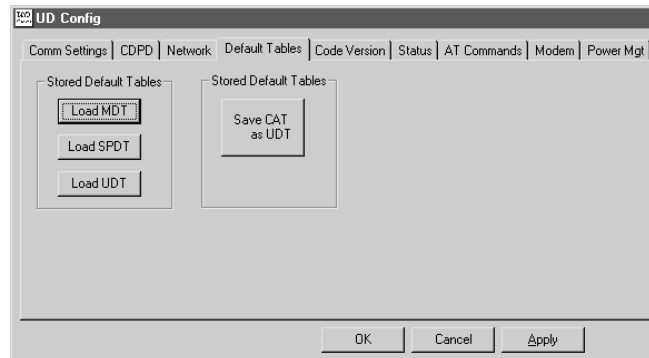 UD Config
Comm Settings CDPD Network Default Tables Code Version Status AT Commands Modem Power Mgt
Stored Default Tables
Load MDT
Load SPDT
Load UDT
Stored Default Tables
Save CAT
as UDT
OK Cancel Apply